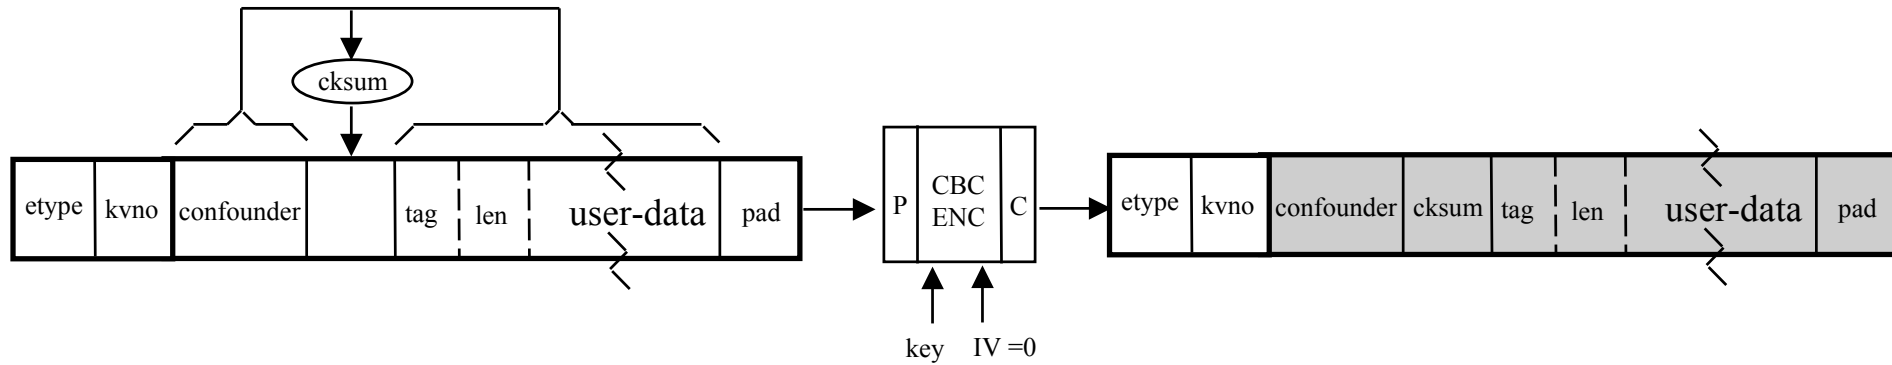 cksum
etype kvno confounder tag len user-data pad
P CBC ENC C
key IV =0
etype kvno confounder cksum tag len user-data pad